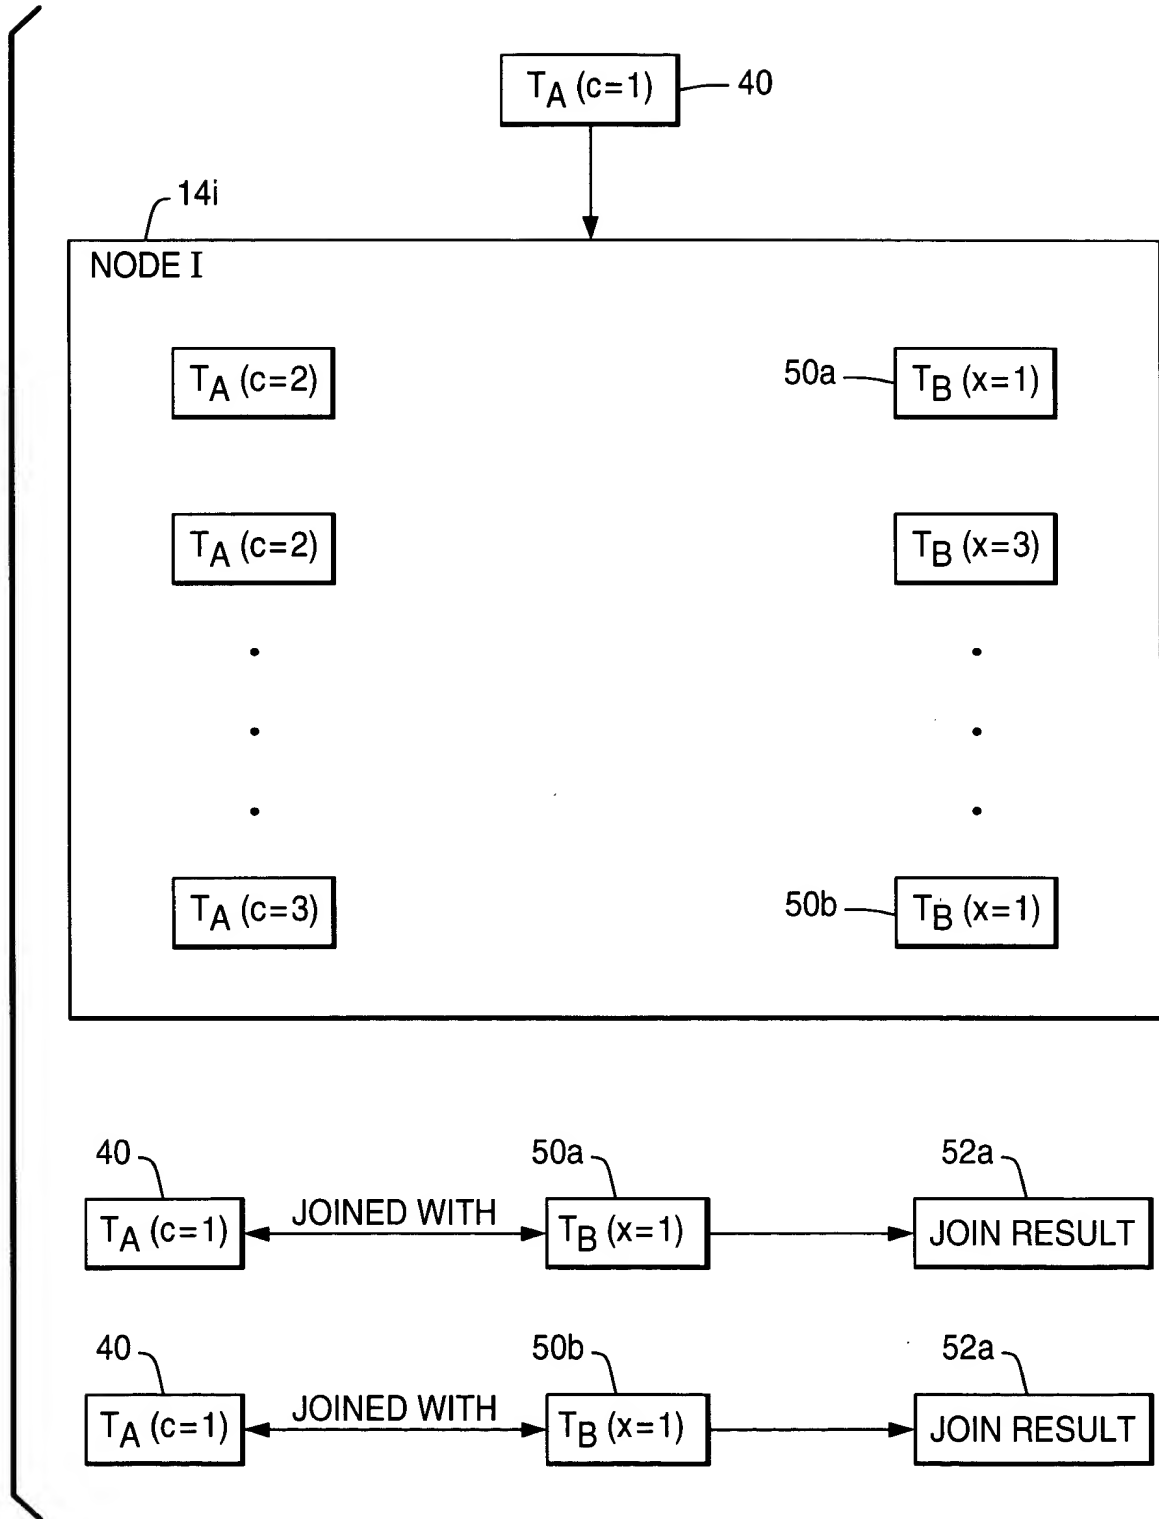 T_A (c=1) 40
14i
NODE I
T_A (c=2) 50a T_B (x=1)
T_A (c=2) T_B (x=3)
T_A (c=3) 50b T_B (x=1)
40 50a 52a
T_A (c=1) JOINED WITH T_B (x=1) JOIN RESULT
40 50b 52a
T_A (c=1) JOINED WITH T_B (x=1) JOIN RESULT